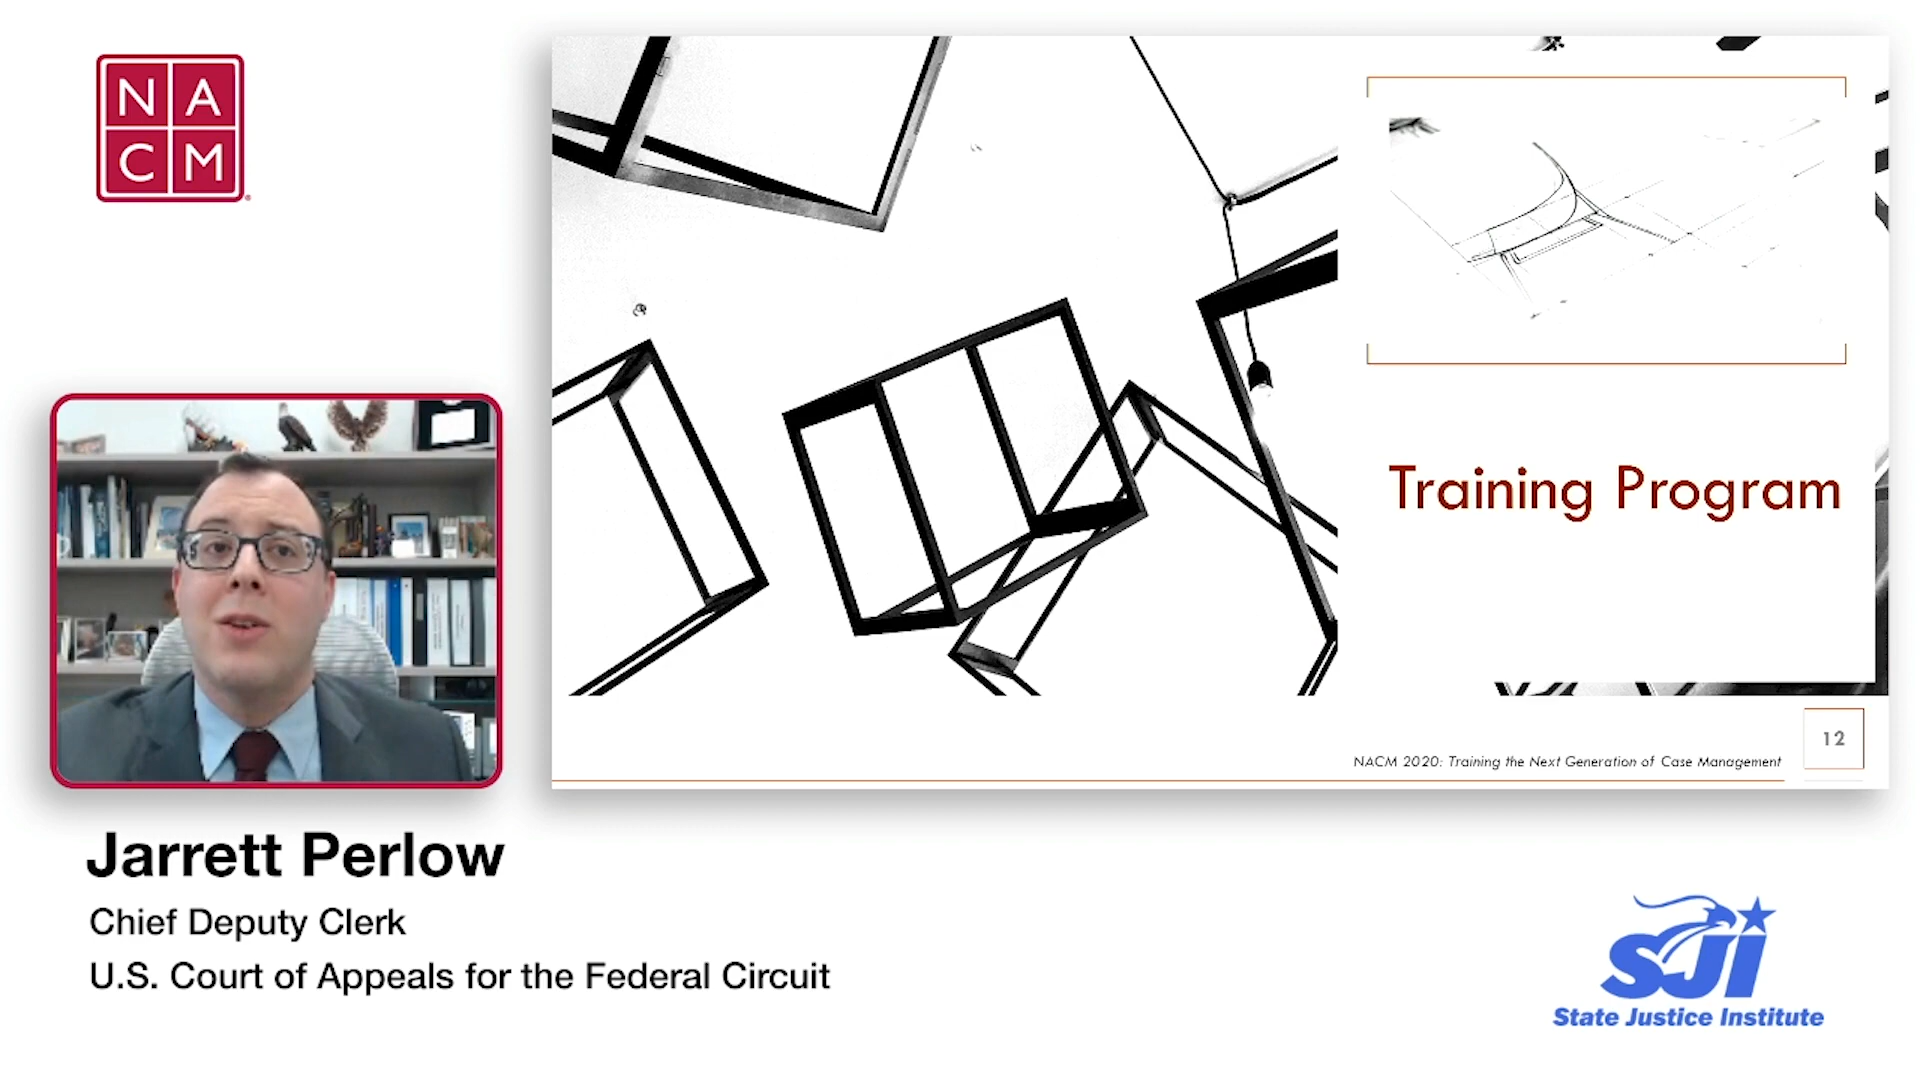 N A
C M
Training Program
12
NACM 2020: Training the Next Generation of Case Management
Jarrett Perlow
Chief Deputy Clerk
U.S. Court of Appeals for the Federal Circuit
SJI
State Justice Institute